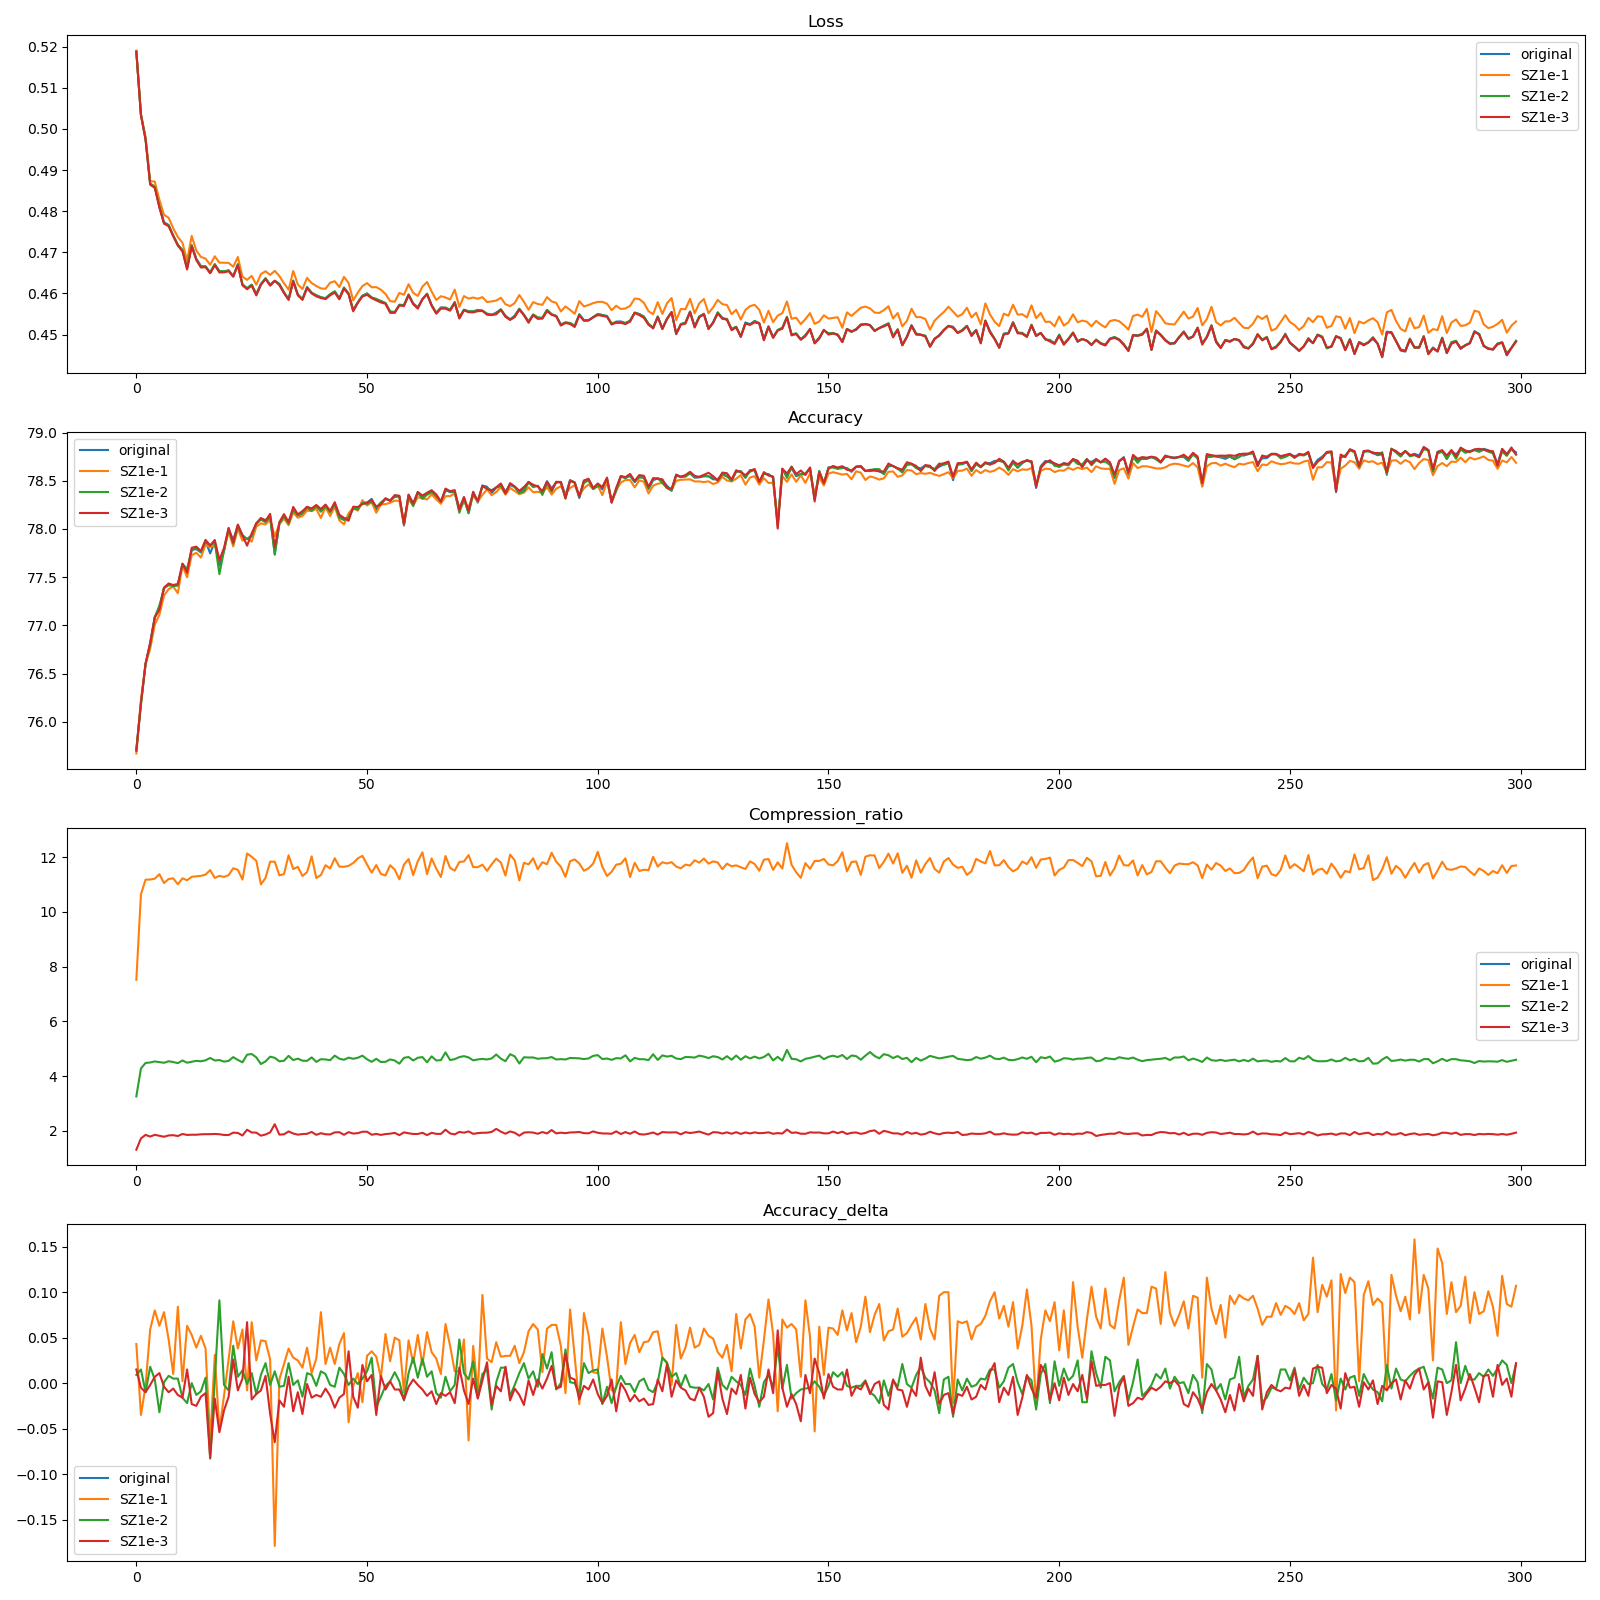 Loss
0.52
0.51
0.50
0.49
0.48
0.47
0.46
0.45
original
SZ1e-1
SZ1e-2
SZ1e-3
0 50 100 150 200 250 300
Accuracy
79.0
78.5
78.0
77.5
77.0
76.5
76.0
original
SZ1e-1
SZ1e-2
SZ1e-3
0 50 100 150 200 250 300
Compression_ratio
12
10
8
6
4
2
original
SZ1e-1
SZ1e-2
SZ1e-3
0 50 100 150 200 250 300
Accuracy_delta
0.15
0.10
0.05
0.00
−0.05
−0.10
−0.15
original
SZ1e-1
SZ1e-2
SZ1e-3
0 50 100 150 200 250 300